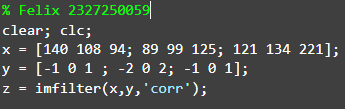 % Felix 2327250059
clear; clc;
x = [140 108 94; 89 99 125; 121 134 221];
y = [-1 0 1 ; -2 0 2; -1 0 1];
z = imfilter(x,y,'corr');